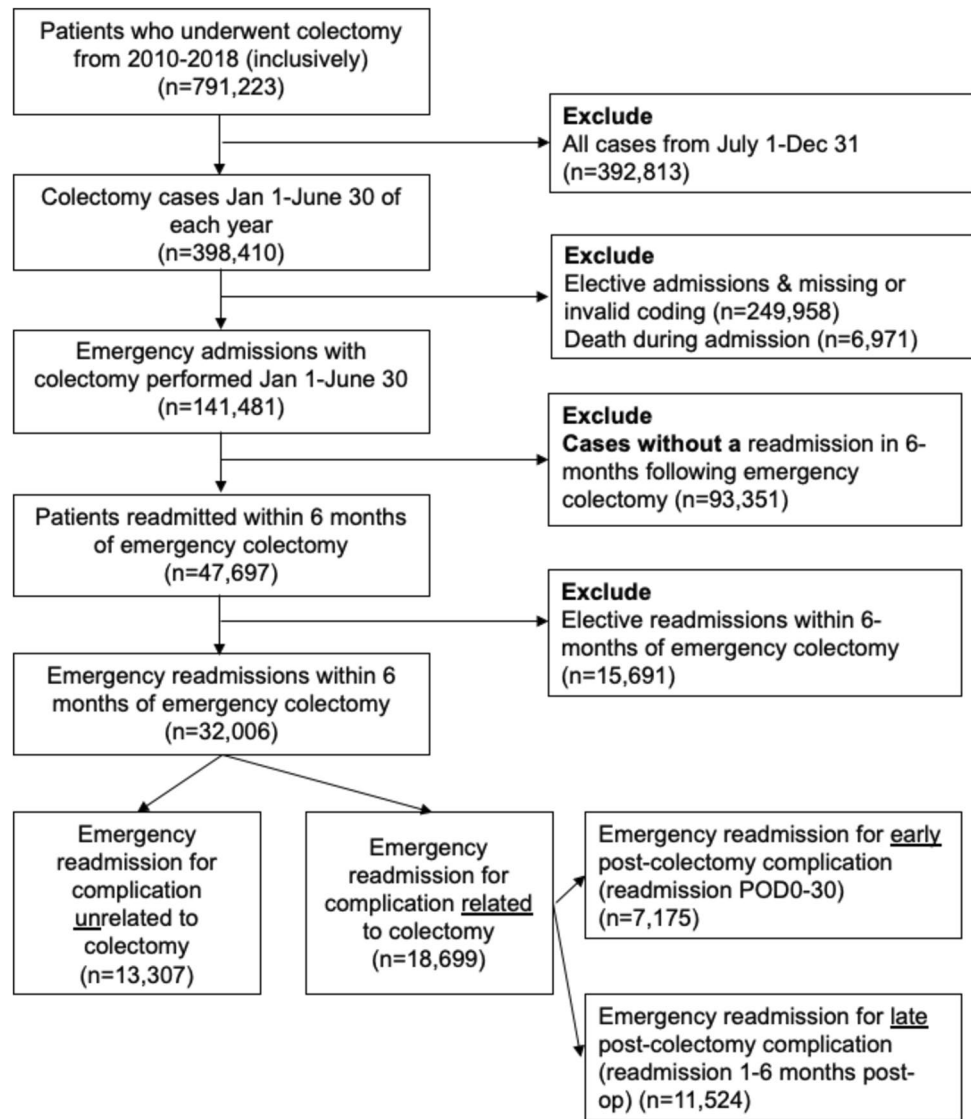 Patients who underwent colectomy
from 2010-2018 (inclusively)
(n=791,223)
Exclude
All cases from July 1-Dec 31
(n=392,813)
Colectomy cases Jan 1-June 30 of
each year
(n=398,410)
Exclude
Elective admissions & missing or
invalid coding (n=249,958)
Death during admission (n=6,971)
Emergency admissions with
colectomy performed Jan 1-June 30
(n=141,481)
Exclude
Cases without a readmission in 6-
months following emergency
colectomy (n=93,351)
Patients readmitted within 6 months
of emergency colectomy
(n=47,697)
Exclude
Elective readmissions within 6-
months of emergency colectomy
(n=15,691)
Emergency readmissions within 6
months of emergency colectomy
(n=32,006)
Emergency
readmission for
complication
unrelated to
colectomy
(n=13,307)
Emergency
readmission for
complication related
to colectomy
(n=18,699)
Emergency readmission for early
post-colectomy complication
(readmission POD0-30)
(n=7,175)
Emergency readmission for late
post-colectomy complication
(readmission 1-6 months post-
op) (n=11,524)